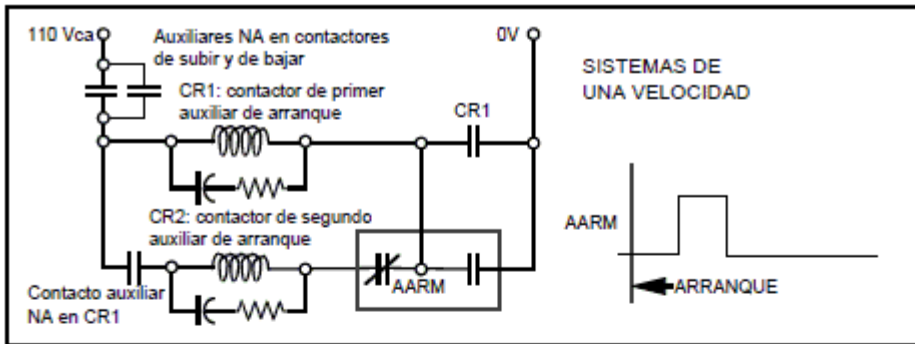 110 Vca
Auxiliares NA en contactores
de subir y de bajar
0V
SISTEMAS DE
UNA VELOCIDAD
CR1: contactor de primer
auxiliar de arranque
CR1
CR2: contactor de segundo
auxiliar de arranque
AARM
AARM
ARRANQUE
Contacto auxiliar
NA en CR1